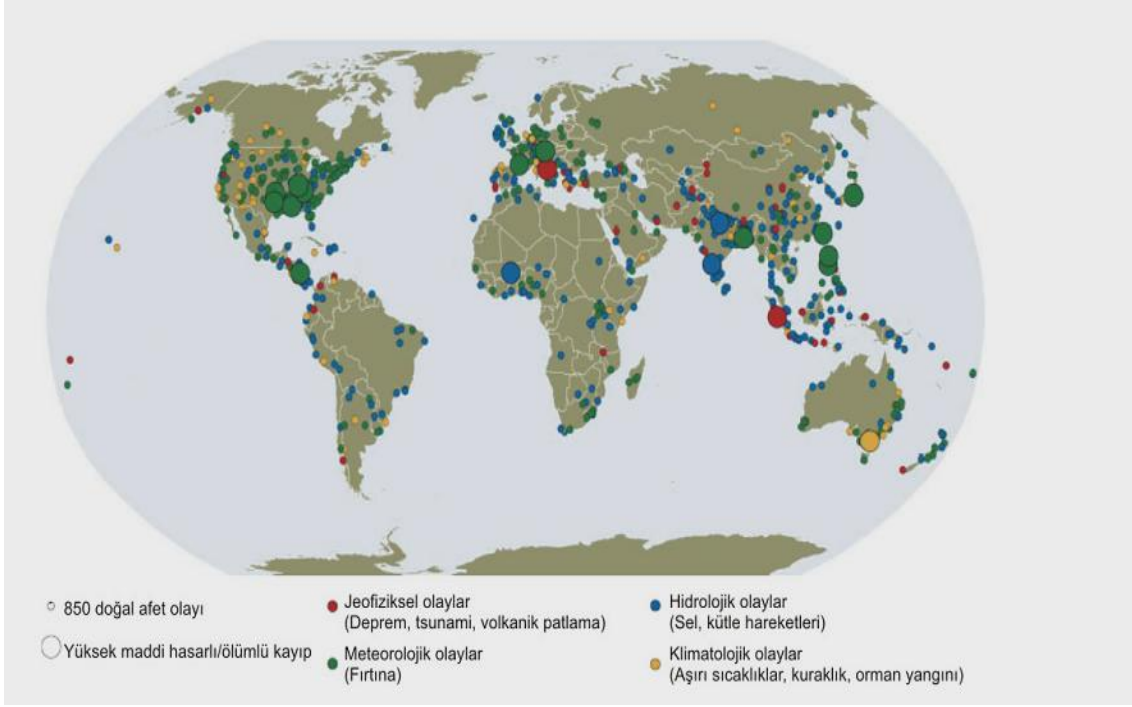 850 doğal afet olayı
Yüksek maddi hasarlı/ölümlü kayıp
Jeofiziksel olaylar
(Deprem, tsunami, volkanik patlama)
Meteorolojik olaylar
(Fırtına)
Hidrolojik olaylar
(Sel, kütle hareketleri)
Klimatolojik olaylar
(Aşırı sıcaklıklar, kuraklık, orman yangını)